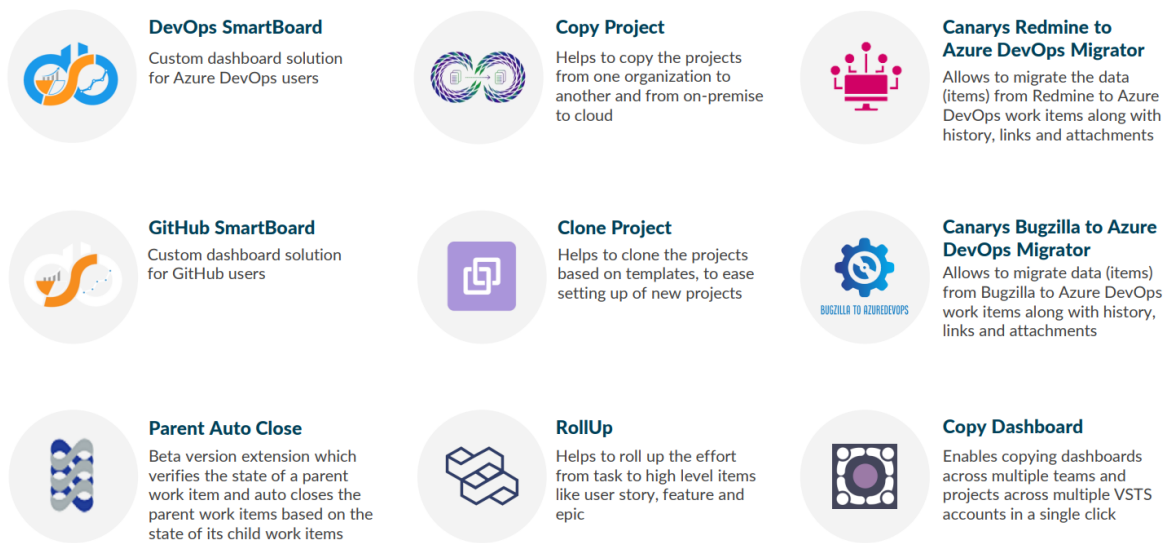 DevOps SmartBoard
Custom dashboard solution
for Azure DevOps users
Copy Project
Helps to copy the projects
from one organization to
another and from on-premise
to cloud
Canarys Redmine to
Azure DevOps Migrator
Allows to migrate the data
(items) from Redmine to Azure
DevOps work items along with
history, links and attachments
GitHub SmartBoard
Custom dashboard solution
for GitHub users
Clone Project
Helps to clone the projects
based on templates, to ease
setting up of new projects
BUGZILLA TO AZUREDEVOPS
Canarys Bugzilla to Azure
DevOps Migrator
Allows to migrate data (items)
from Bugzilla to Azure DevOps
work items along with history,
links and attachments
Parent Auto Close
Beta version extension which
verifies the state of a parent
work item and auto closes the
parent work items based on the
state of its child work items
RollUp
Helps to roll up the effort
from task to high level items
like user story, feature and
epic
Copy Dashboard
Enables copying dashboards
across multiple teams and
projects across multiple VSTS
accounts in a single click